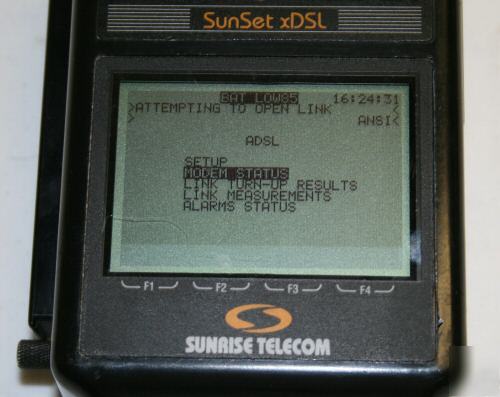 SunSet xDSL
BAT LOW85 16:24:31
>ATTEMPTING TO OPEN LINK <
> ANSI<
ADSL
SETUP
MODEM STATUS
LINK TURN-UP RESULTS
LINK MEASUREMENTS
ALARMS STATUS
F1 F2 F3 F4
SUNRISE TELECOM